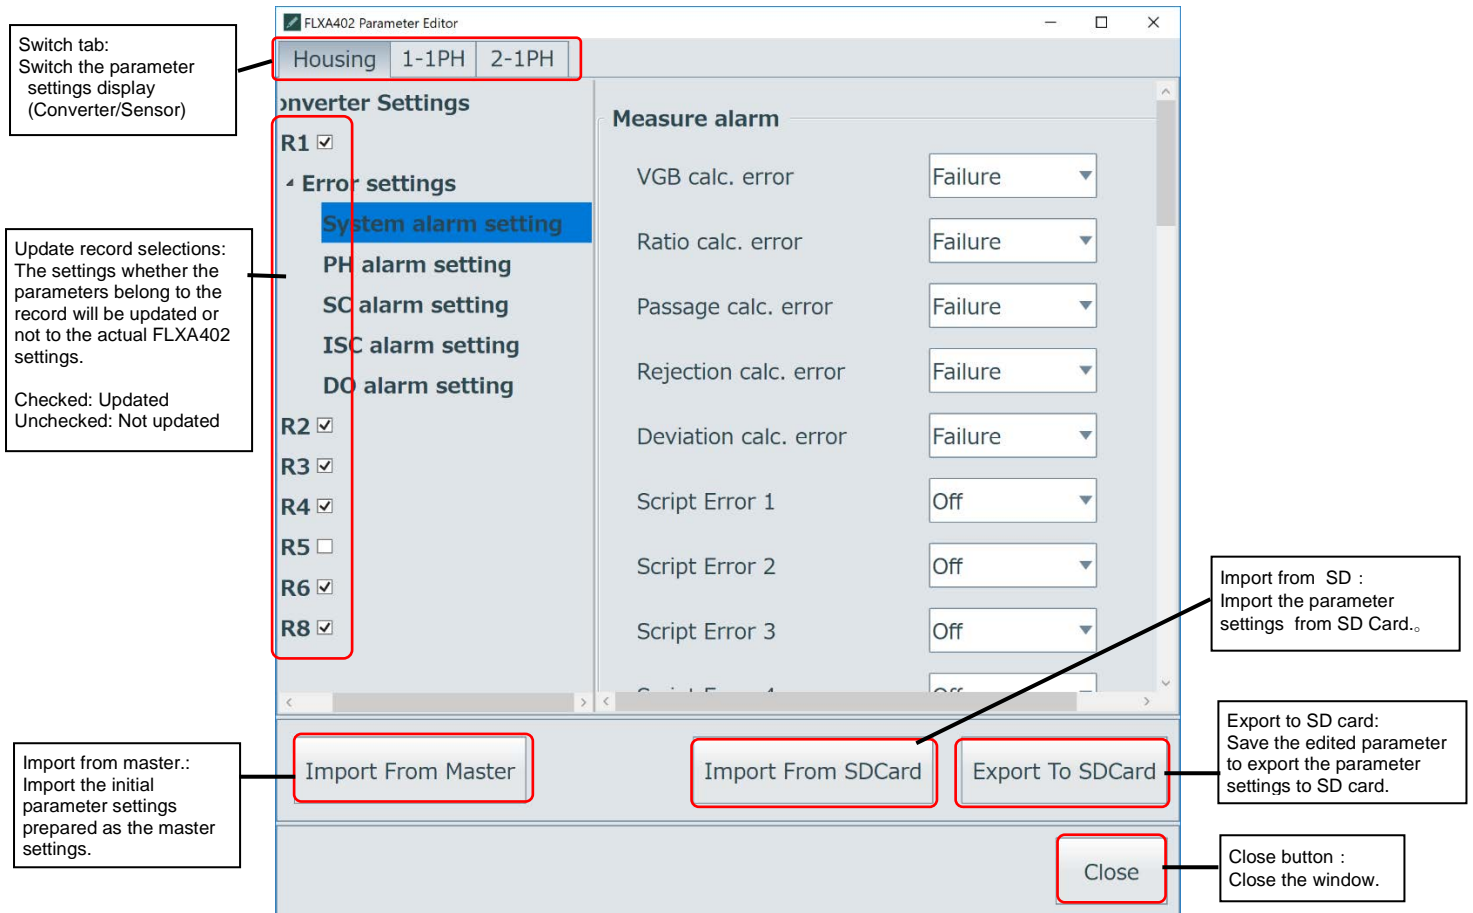 FLXA402 Parameter Editor
Switch tab:
Switch the parameter
settings display
(Converter/Sensor)
Housing
1-1PH
2-1PH
onverter Settings
R1
Error settings
System alarm setting
PH alarm setting
SC alarm setting
ISC alarm setting
DO alarm setting
R2
R3
R4
R5
R6
R8
Measure alarm
VGB calc. error Failure
Ratio calc. error Failure
Passage calc. error Failure
Rejection calc. error Failure
Deviation calc. error Failure
Script Error 1 Off
Script Error 2 Off
Script Error 3 Off
Update record selections:
The settings whether the
parameters belong to the
record will be updated or
not to the actual FLXA402
settings.
Checked: Updated
Unchecked: Not updated
Import from SD :
Import the parameter
settings from SD Card.。
Import from master.:
Import the initial
parameter settings
prepared as the master
settings.
Import From Master
Import From SDCard
Export To SDCard
Export to SD card:
Save the edited parameter
to export the parameter
settings to SD card.
Close
Close button :
Close the window.